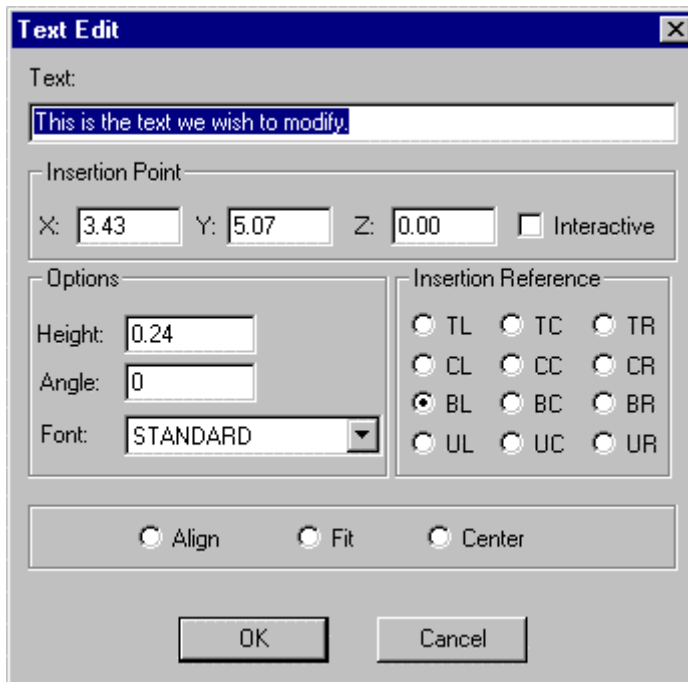 Text Edit
Text:
This is the text we wish to modify.
Insertion Point
X: 3.43 Y: 5.07 Z: 0.00 Interactive
Options
Height: 0.24
Angle: 0
Font: STANDARD
Insertion Reference
TL TC TR
CL CC CR
BL BC BR
UL UC UR
Align Fit Center
OK Cancel